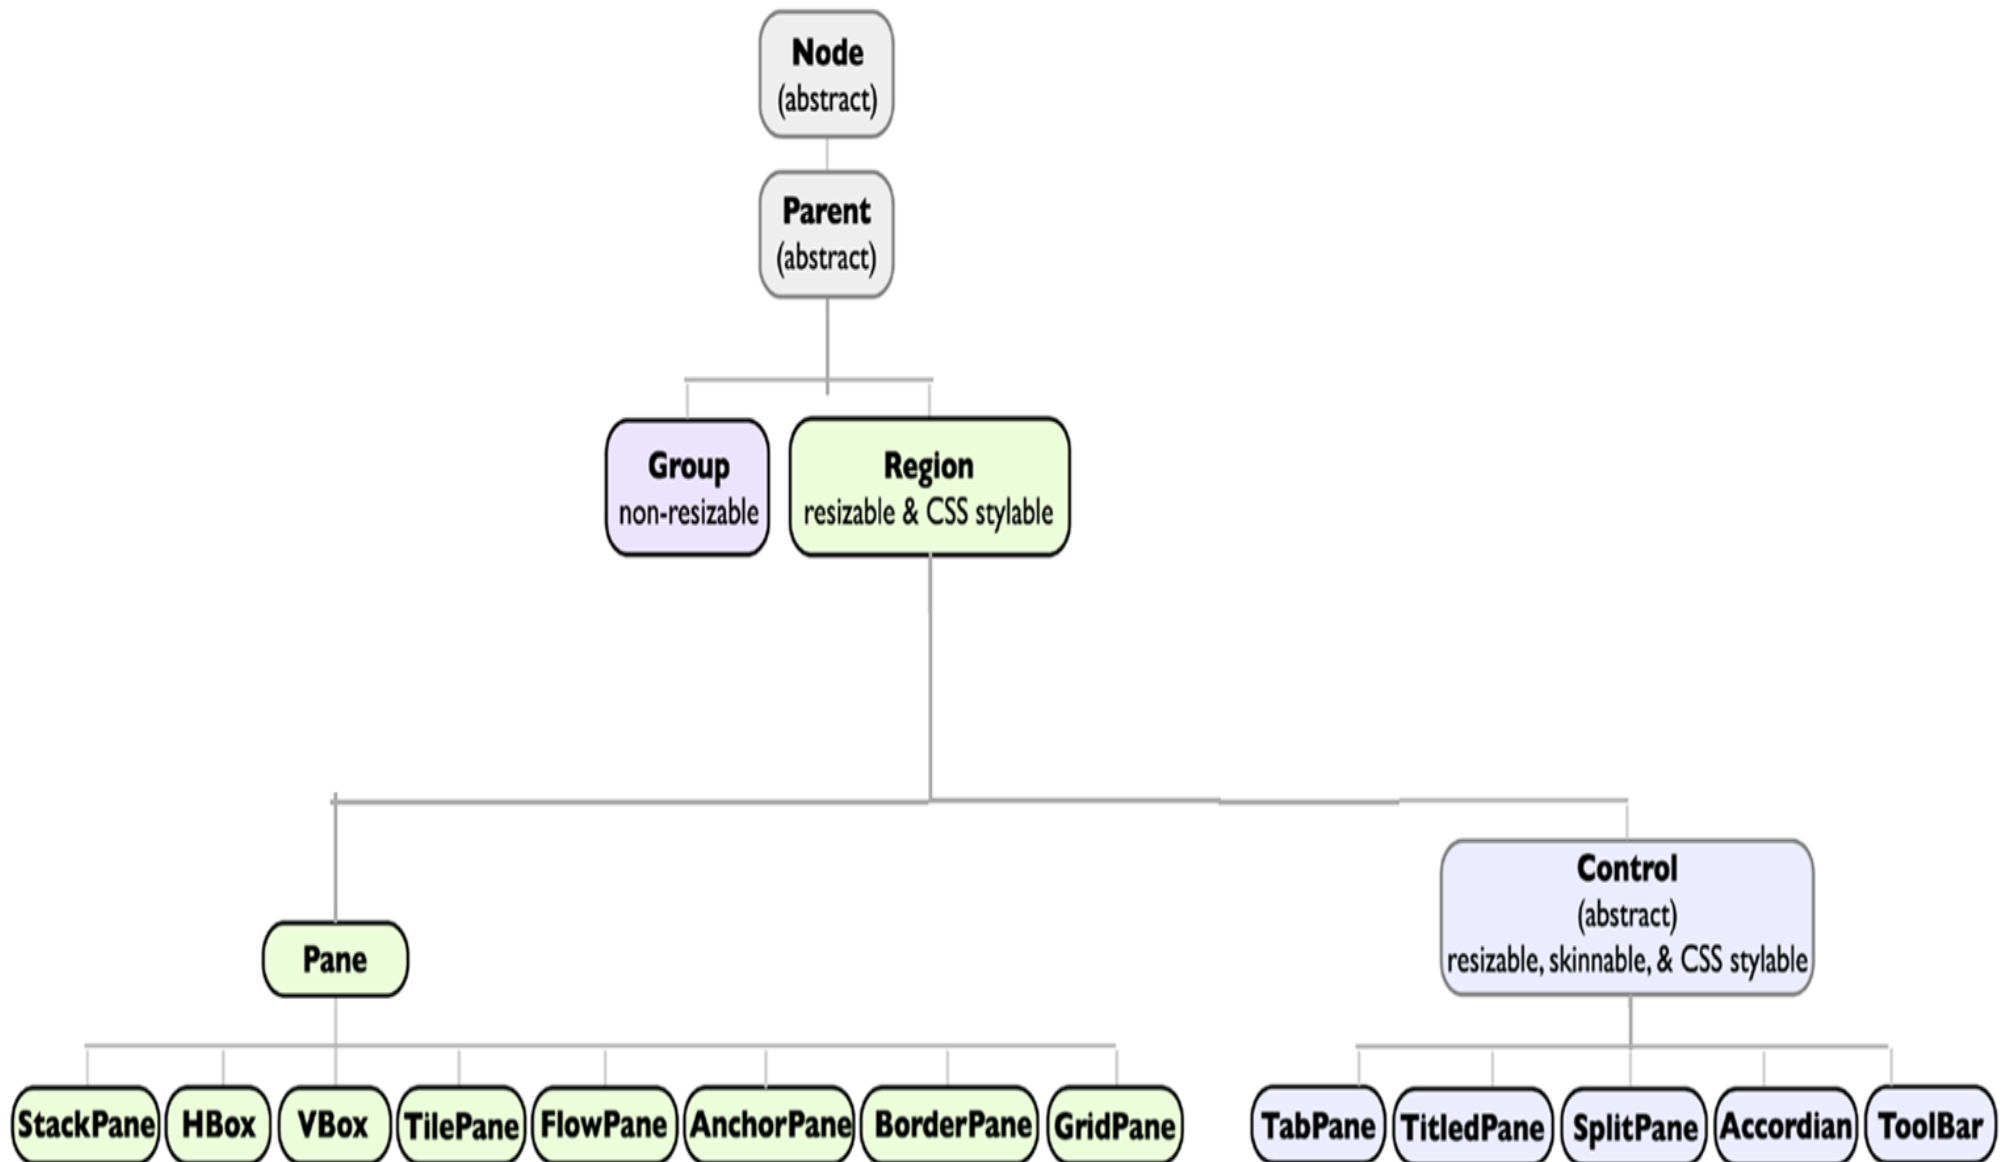 Node
(abstract)
Parent
(abstract)
Group
non-resizable
Region
resizable & CSS stylable
Control
(abstract)
resizable, skinnable, & CSS stylable
Pane
StackPane
HBox
VBox
TilePane
FlowPane
AnchorPane
BorderPane
GridPane
TabPane
TitledPane
SplitPane
Accordian
ToolBar